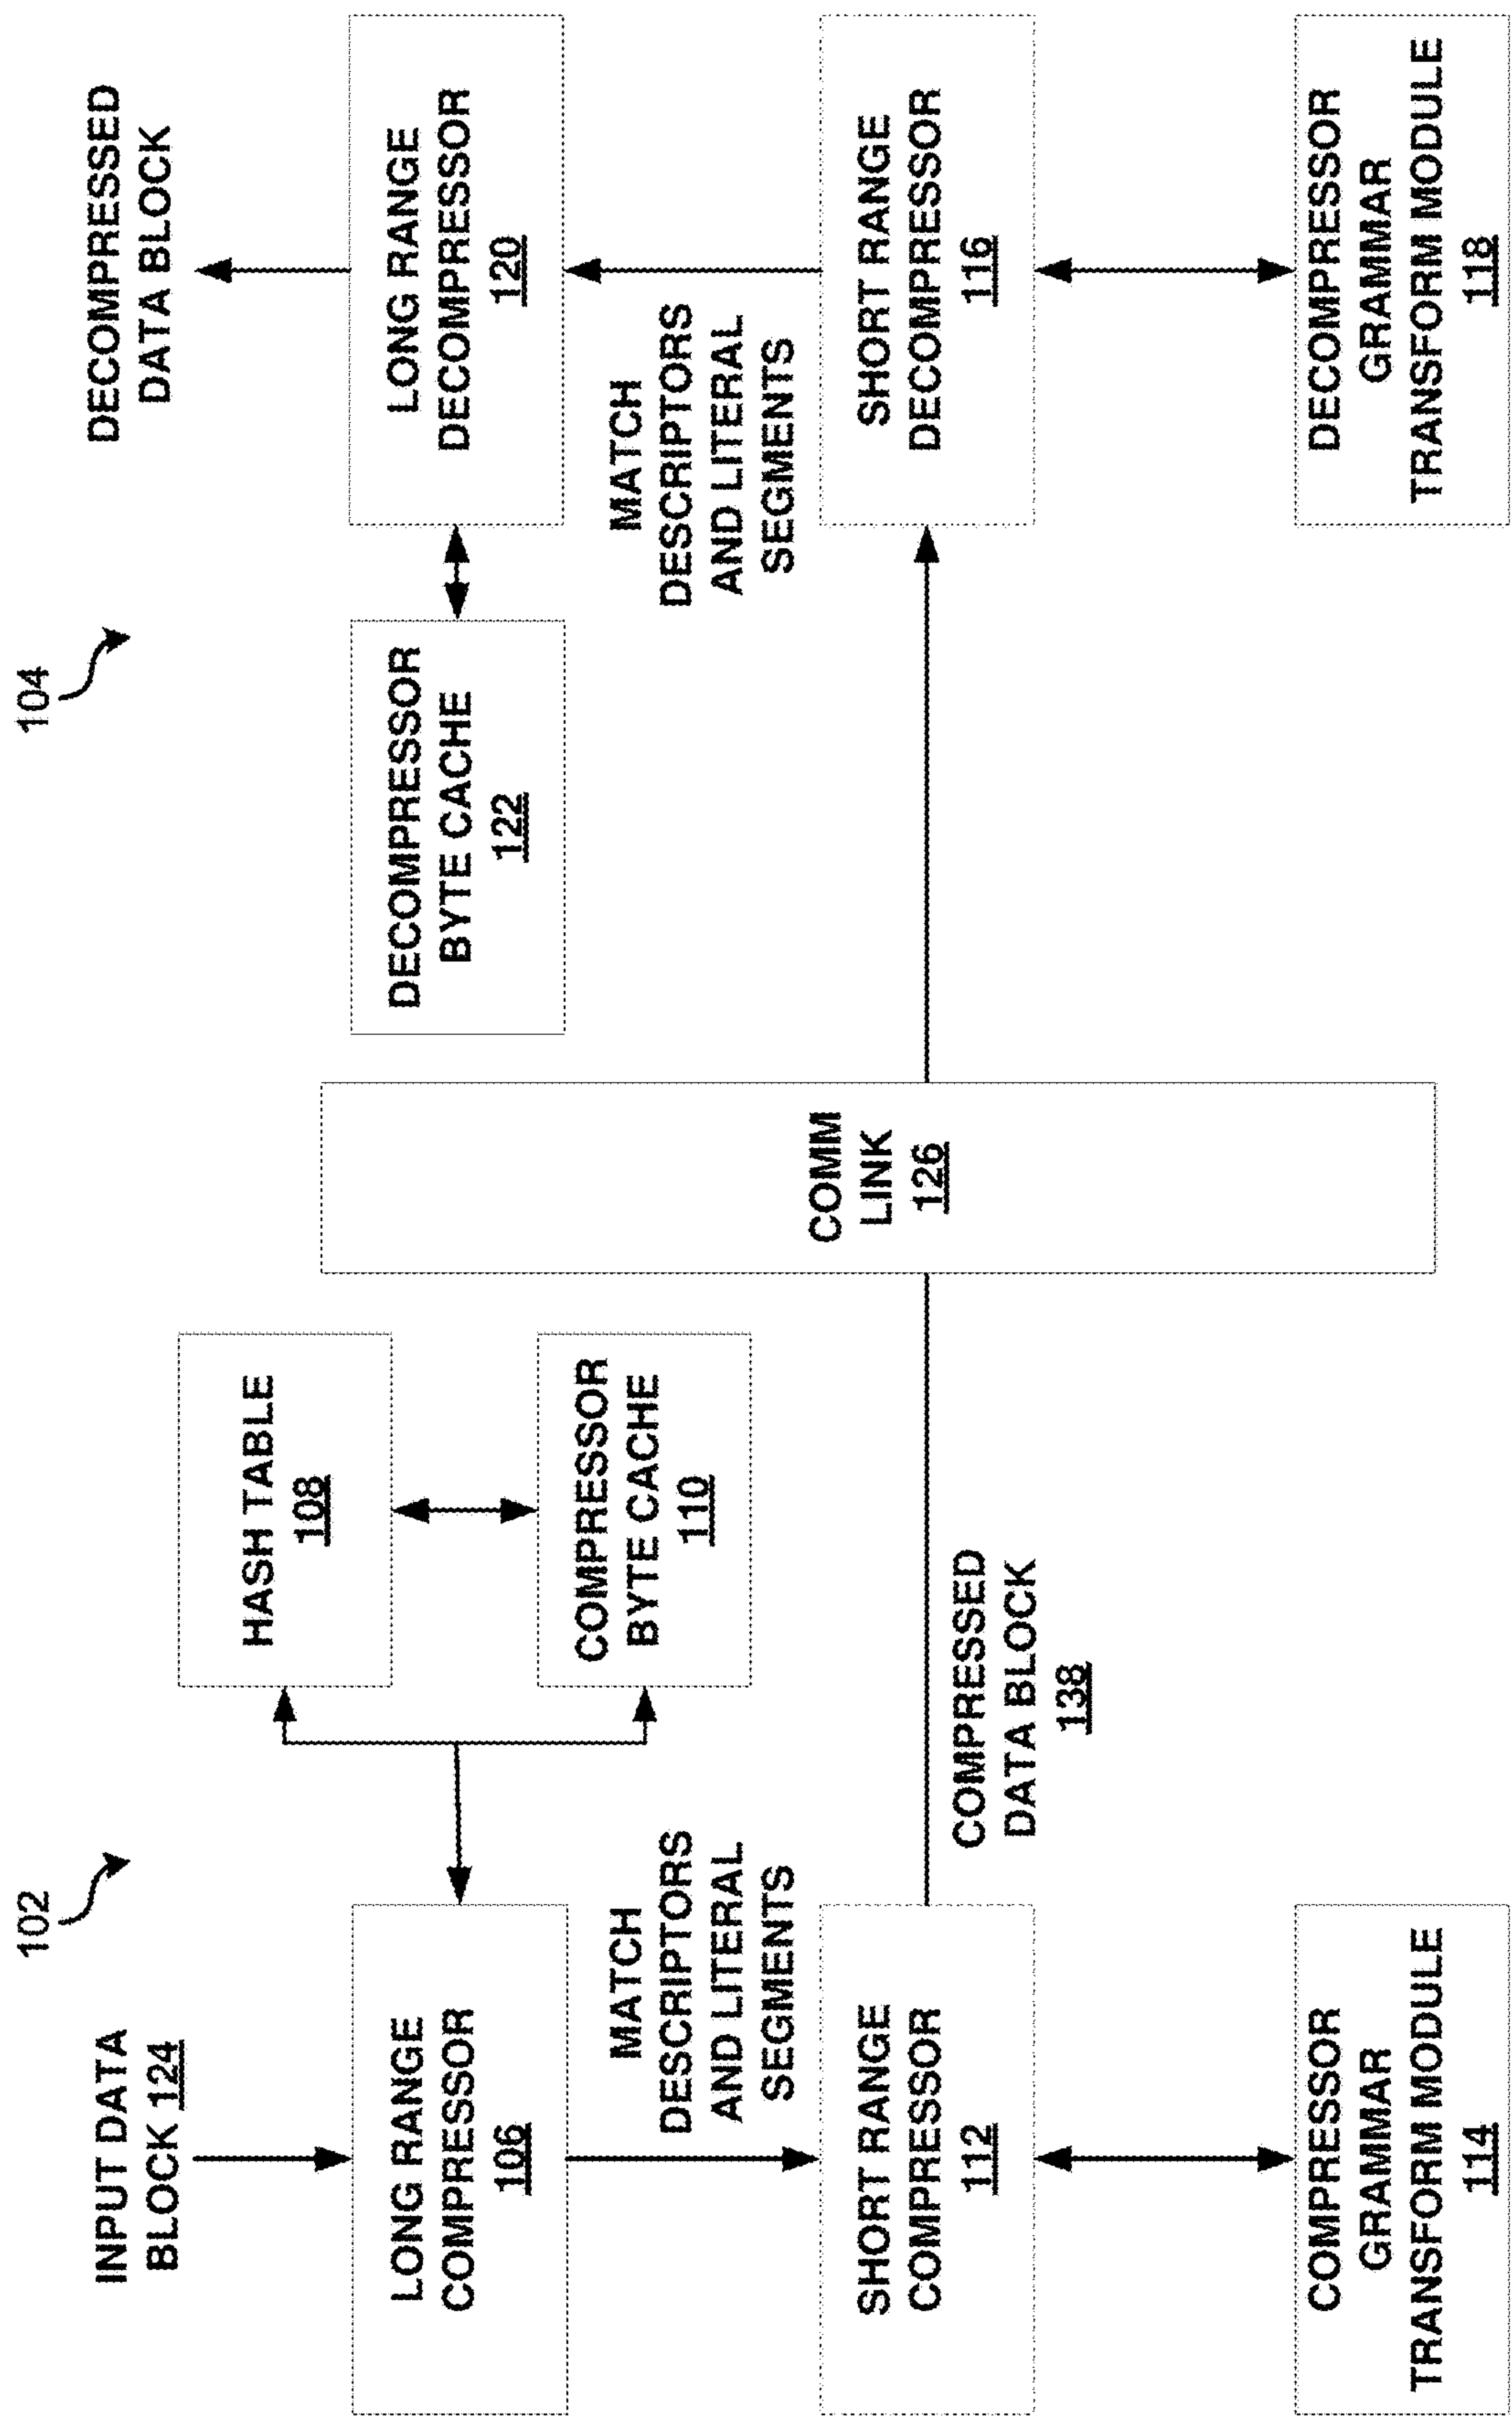 102
INPUT DATA
BLOCK 124
LONG RANGE
COMPRESSOR
106
HASH TABLE
108
COMPRESSOR
BYTE CACHE
110
MATCH
DESCRIPTORS
AND LITERAL
SEGMENTS
SHORT RANGE
COMPRESSOR
112
COMPRESSED
DATA BLOCK
138
COMPRESSOR
GRAMMAR
TRANSFORM MODULE
114
COMM
LINK
126
104
DECOMPRESSED
DATA BLOCK
DECOMPRESSOR
BYTE CACHE
122
LONG RANGE
DECOMPRESSOR
120
MATCH
DESCRIPTORS
AND LITERAL
SEGMENTS
SHORT RANGE
DECOMPRESSOR
116
DECOMPRESSOR
GRAMMAR
TRANSFORM MODULE
118